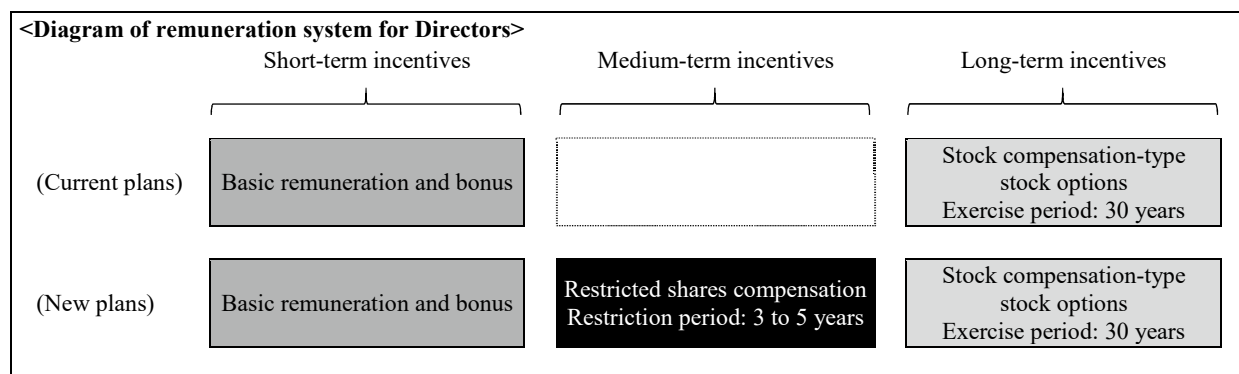 <Diagram of remuneration system for Directors>
Short-term incentives
Medium-term incentives
Long-term incentives
(Current plans)
Basic remuneration and bonus
Stock compensation-type
stock options
Exercise period: 30 years
(New plans)
Basic remuneration and bonus
Restricted shares compensation
Restriction period: 3 to 5 years
Stock compensation-type
stock options
Exercise period: 30 years